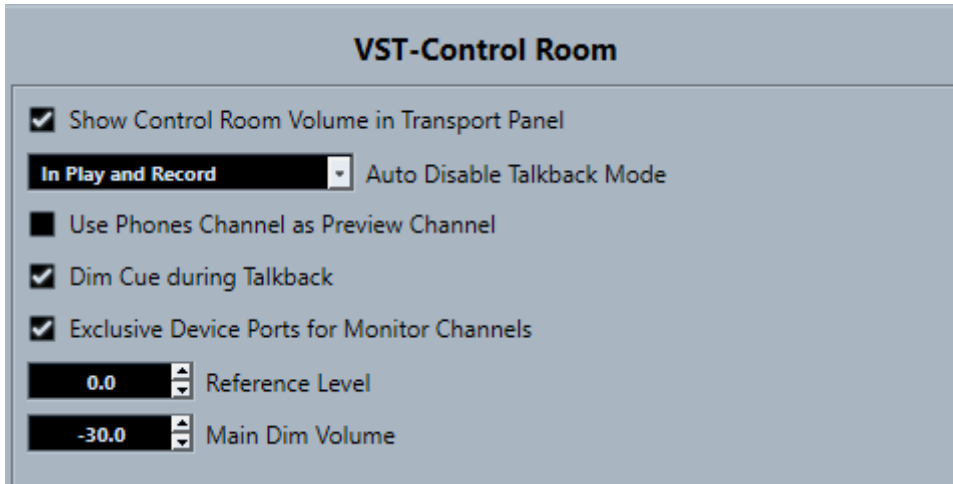 VST-Control Room
Show Control Room Volume in Transport Panel
In Play and Record Auto Disable Talkback Mode
Use Phones Channel as Preview Channel
Dim Cue during Talkback
Exclusive Device Ports for Monitor Channels
0.0 Reference Level
-30.0 Main Dim Volume